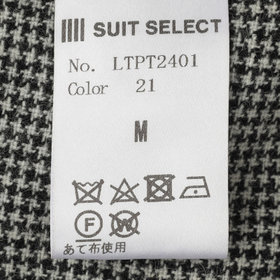 SUIT SELECT
No. LTPT2401
Color 21
M
F W
あて布使用